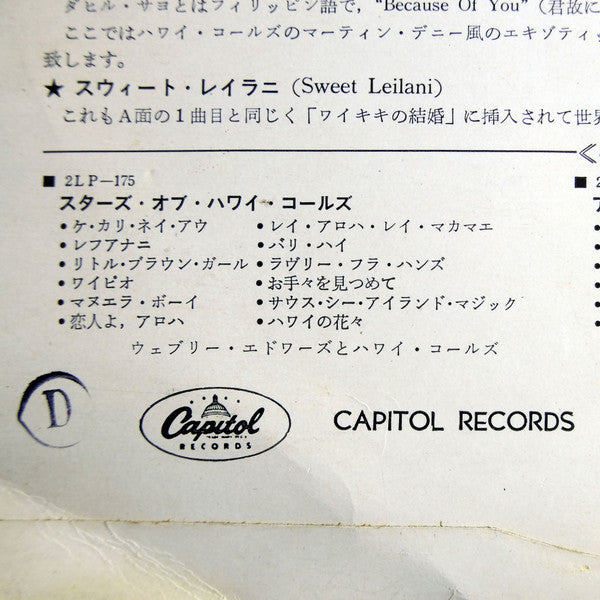 ダヒル・サヨとはフィリッピン語で，"Because Of You"（君故に
ここではハワイ・コールズのマーティン・デニー風のエキゾティッ
致します。
★ スウィート・レイラニ（Sweet Leilani）
これもA面の１曲目と同じく「ワイキキの結婚」に挿入されて世界
■ 2LP—175
スターズ・オブ・ハワイ・コールズ
•ケ・カリ・ネイ・アウ •レイ・アロハ・レイ・マカマエ
•レフアナニ •バリ・ハイ
•リトル・ブラウン・ガール •ラヴリー・フラ・ハンズ
•ワイピオ •お手々を見つめて
•マヌエラ・ボーイ •サウス・シー・アイランド・マジック
•恋人よ，アロハ •ハワイの花々
ウェブリー・エドワーズとハワイ・コールズ
D
Capitol
RECORDS
CAPITOL RECORDS